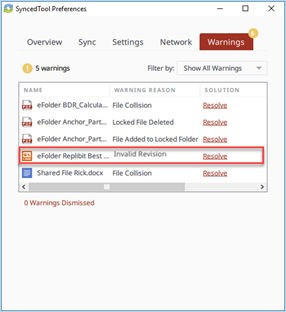 SyncedTool Preferences
Overview Sync Settings Network Warnings
5 warnings Filter by: Show All Warnings
NAME WARNING REASON SOLUTION
eFolder BDR_Calcula... File Collision Resolve
eFolder Anchor_Part... Locked File Deleted Resolve
eFolder Anchor_Part... File Added to Locked Folder Resolve
eFolder Replibit Best ... Invalid Revision Resolve
Shared File Rick.docx File Collision Resolve
0 Warnings Dismissed